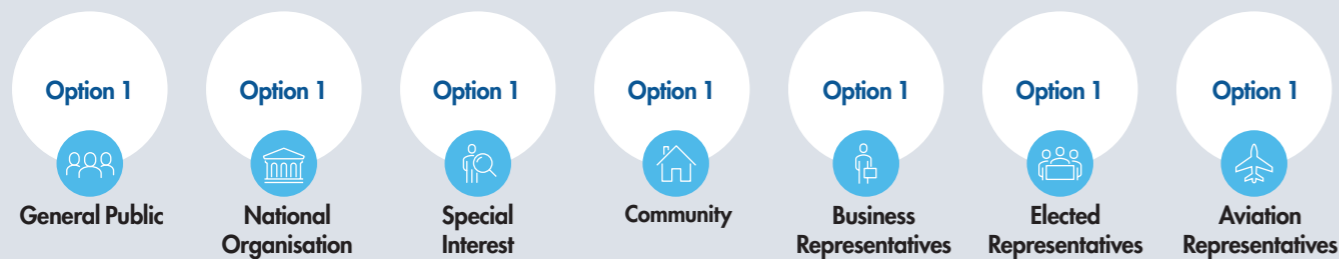 Option 1
Option 1
Option 1
Option 1
Option 1
Option 1
Option 1
General Public
National
Organisation
Special
Interest
Community
Business
Representatives
Elected
Representatives
Aviation
Representatives